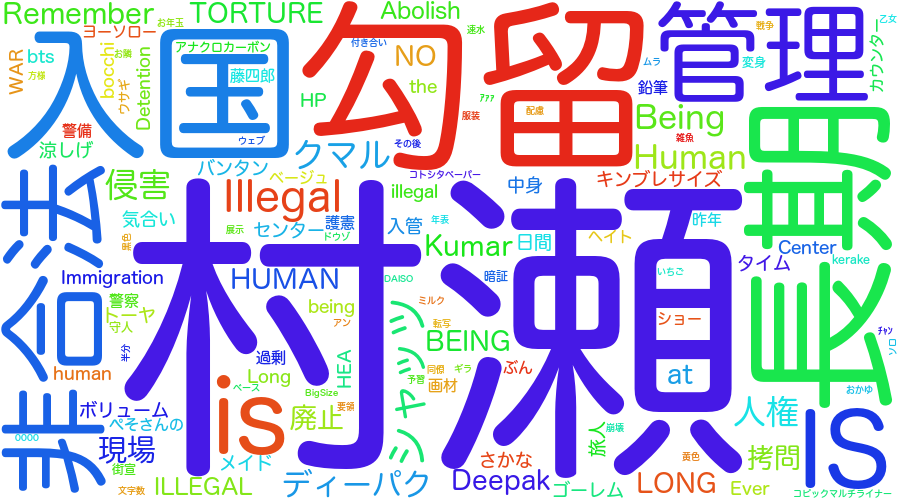 Remember
TORTURE
お年玉
ヨーソロー
Abolish
付き合い
速水
管理
戦争
乙女
bts
お隣
方様
WAR
bocchi
Detention
ウサギ
入国
アナクロカーボン
藤四郎
ウェブ
勾留
NO
HP
the
ｱｧｧ
配慮
服装
ムラ
変身
カウンター
鉛筆
Being
雑魚
Human
長期
警備
涼しげ
その後
クマル
バンタン
ベージュ
コトシタペーパー
Illegal
illegal
中身
キンブレサイズ
侵害
気合い
非合法
村瀬
展示
センター
護憲
ドウゾ
入管
年表
Kumar
日間
ヘイト
昨年
Center
kerake
Immigration
HUMAN
DAISO
暗証
いちご
タイム
警察
トーヤ
守人
being
アン
ミルク
転写
BEING
ショー
ﾁｬﾝ
ソロ
半分
過剰
Long
HEA
シャッツ
human
is
ベース
BigSize
同僚
ギラ
予習
画材
ぶん
at
黄色
おかゆ
ボリューム
ぺそさんの
廃止
要領
人権
IS
0000
現場
街宣
メイド
さかな
旅人
崩壊
拷問
文字数
ILLEGAL
ディーパク
Deepak
ゴーレム
LONG
Ever
コピックマルチライナー